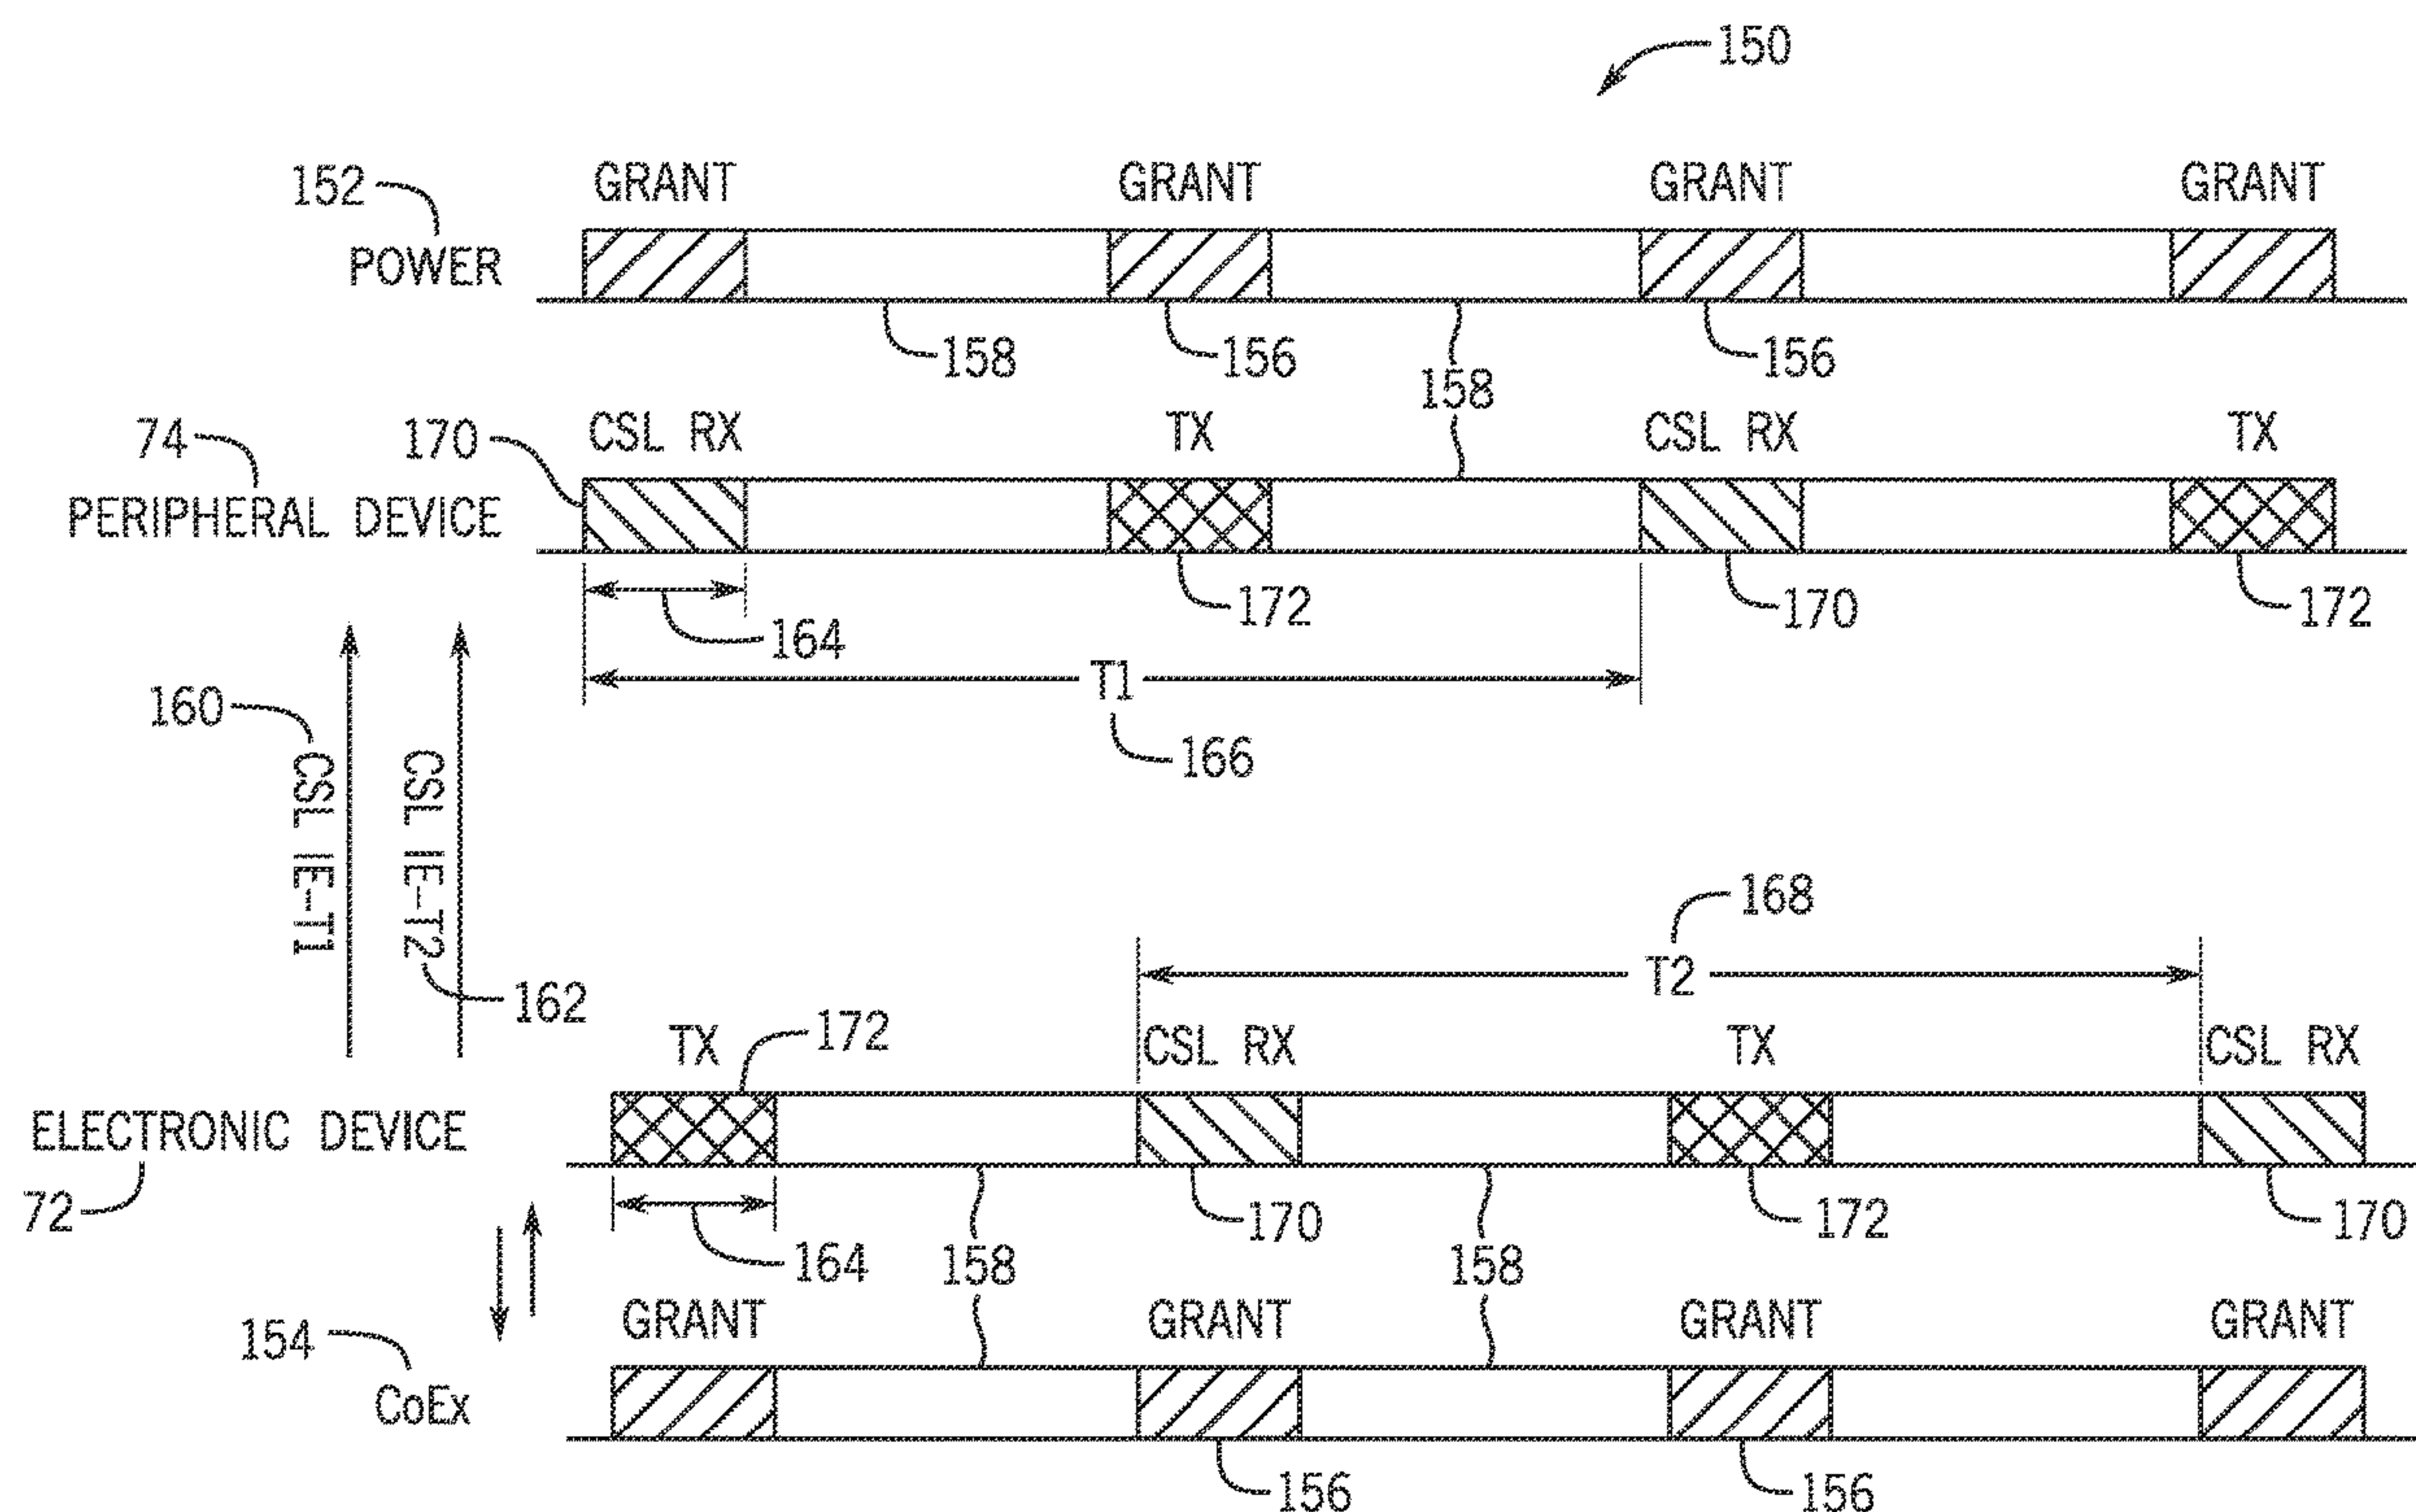 150
152
GRANT GRANT GRANT GRANT
POWER
158 156 158 156
74 170 CSL RX TX CSL RX TX
PERIPHERAL DEVICE
164 172 170 172
T1
166
160 CSL IE-T1
CSL IE-T2 162
168
T2
TX 172 CSL RX TX CSL RX
ELECTRONIC DEVICE
72
164 158 170 158 172 170
154 GRANT GRANT GRANT GRANT
CoEx
156 156